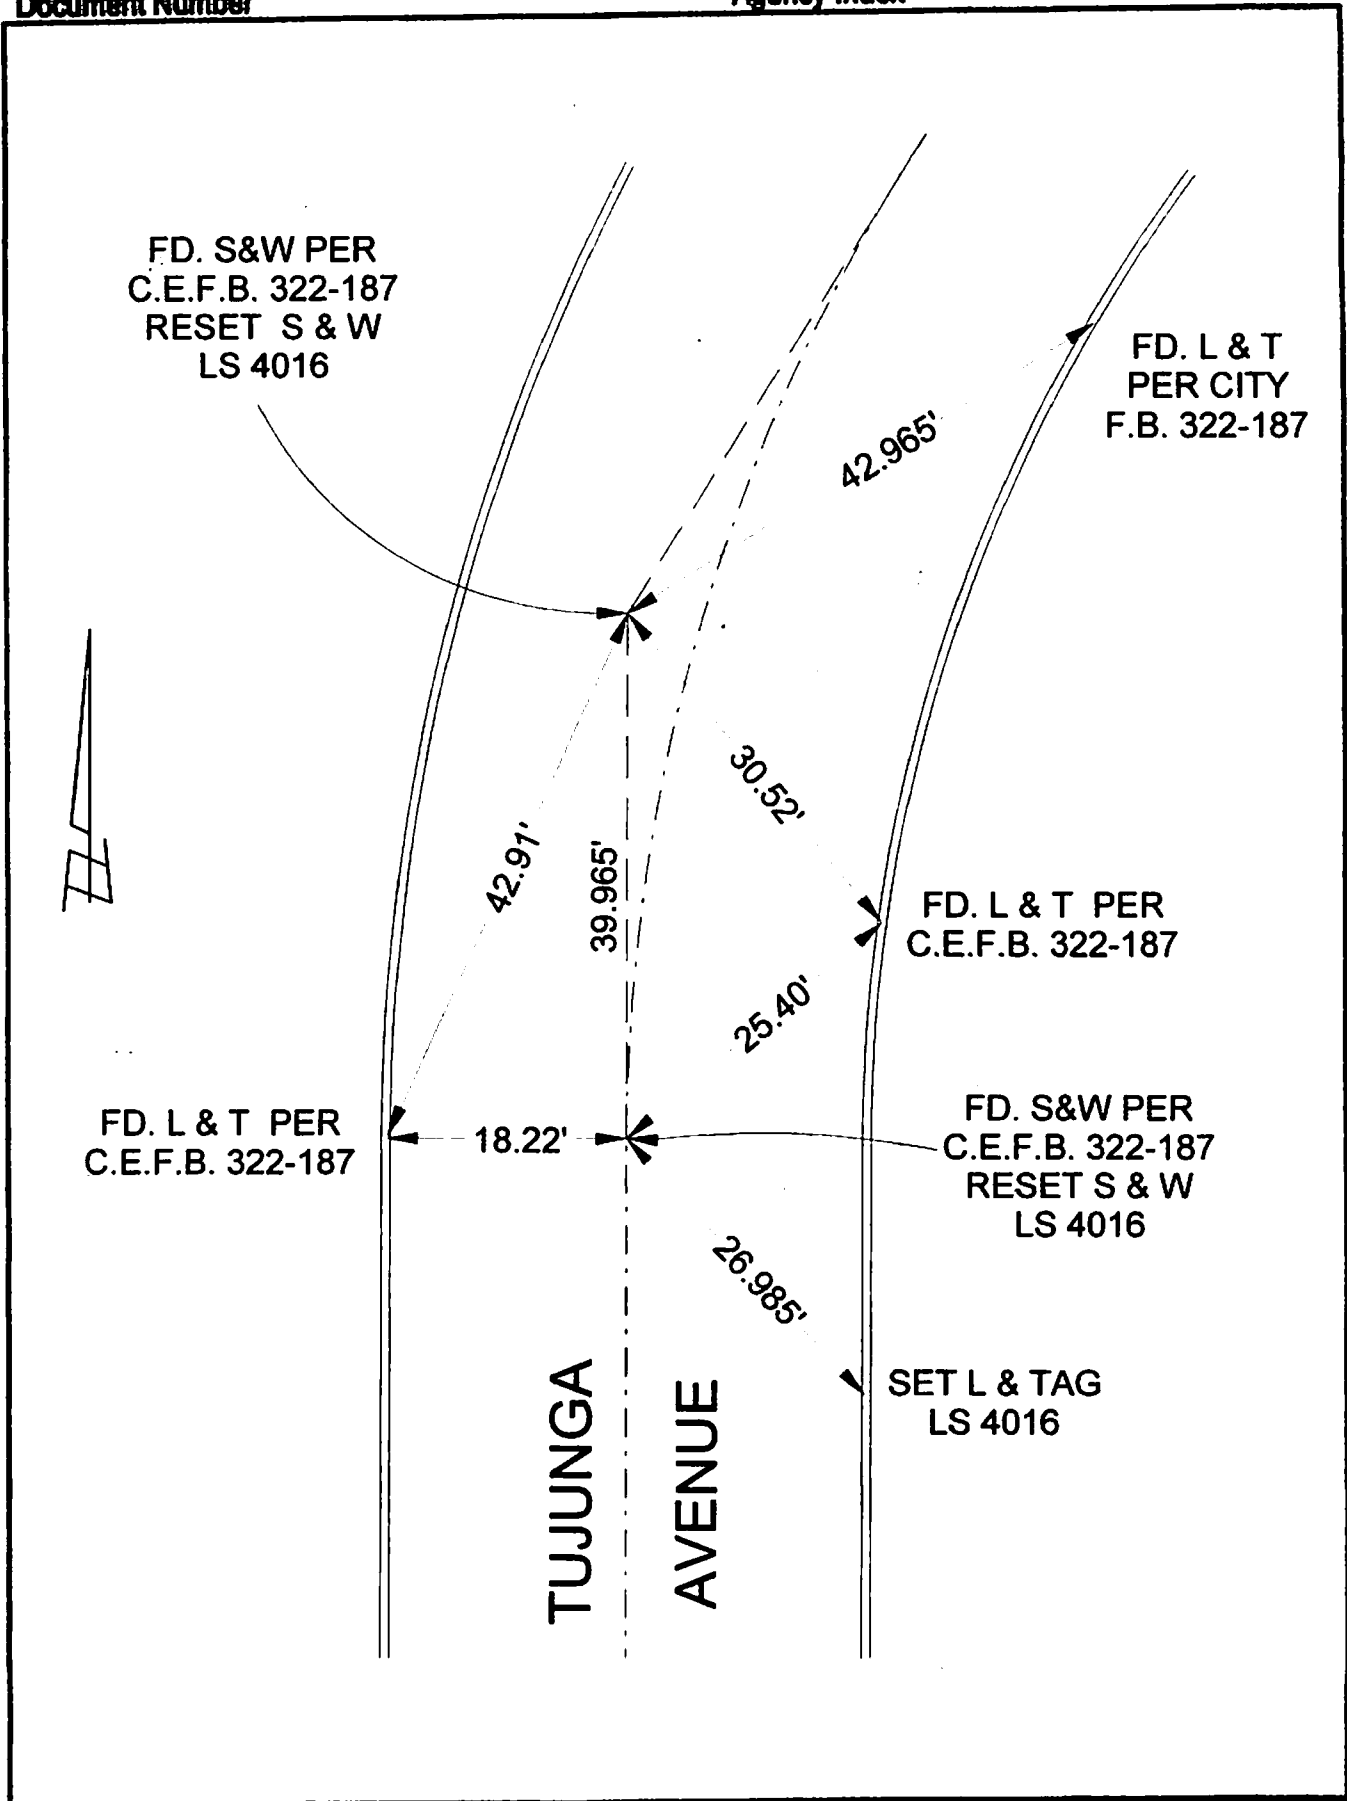 Document Number
Agency Index
FD. S&W PER
C.E.F.B. 322-187
RESET S & W
LS 4016
FD. L & T
PER CITY
F.B. 322-187
42.965'
30.52'
42.91'
39.965'
FD. L & T PER
C.E.F.B. 322-187
25.40'
FD. L & T PER
C.E.F.B. 322-187
18.22'
FD. S&W PER
C.E.F.B. 322-187
RESET S & W
LS 4016
26.985'
SET L & TAG
LS 4016
TUJUNGA
AVENUE